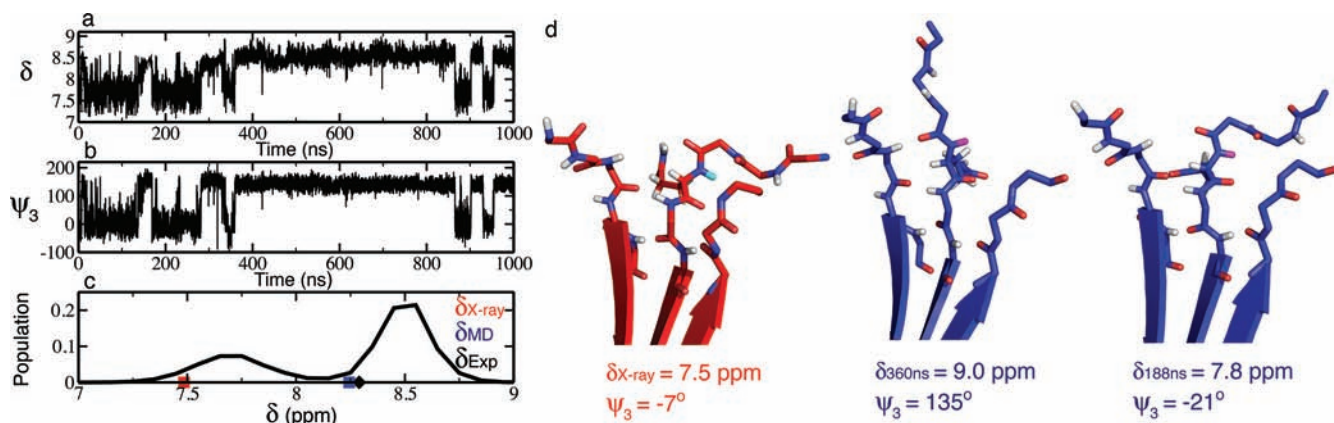 a
δ
9
8.5
8
7.5
7
0 200 400 600 800 1000
Time (ns)
b
Ψ3
200
100
0
-100
0 200 400 600 800 1000
Time (ns)
c
Population
0.2
0.1
0
δX-ray
δMD
δExp
7 7.5 8 8.5 9
δ (ppm)
d
δX-ray = 7.5 ppm
Ψ3 = -7°
δ360ns = 9.0 ppm
Ψ3 = 135°
δ188ns = 7.8 ppm
Ψ3 = -21°